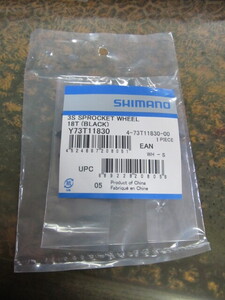 SHIMANO
3S SPROCKET WHEEL
18T (BLACK)
Y73T11830
4-73T11830-00
1 PIECE
EAN
UPC
05
Product of China
Fabriqué en Chine